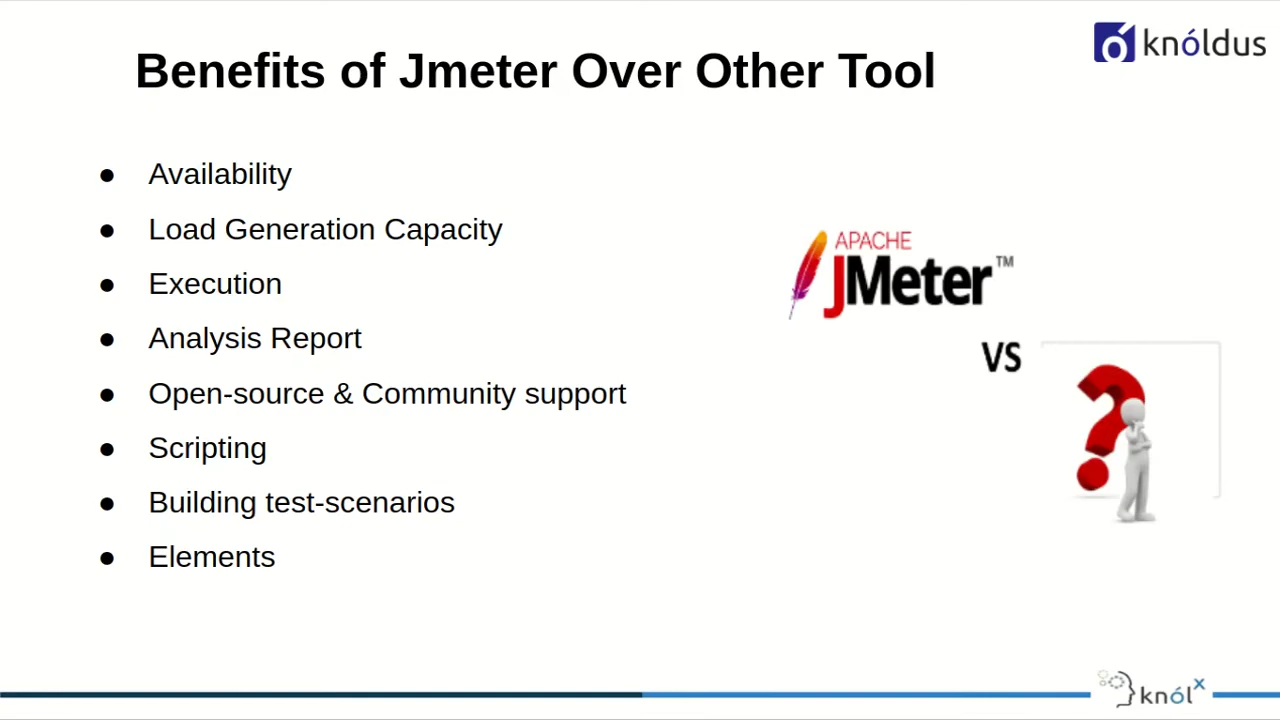 knóldus
Benefits of Jmeter Over Other Tool
● Availability
● Load Generation Capacity
● Execution
● Analysis Report
● Open-source & Community support
● Scripting
● Building test-scenarios
● Elements
APACHE
JMeter™
VS
?
knólx